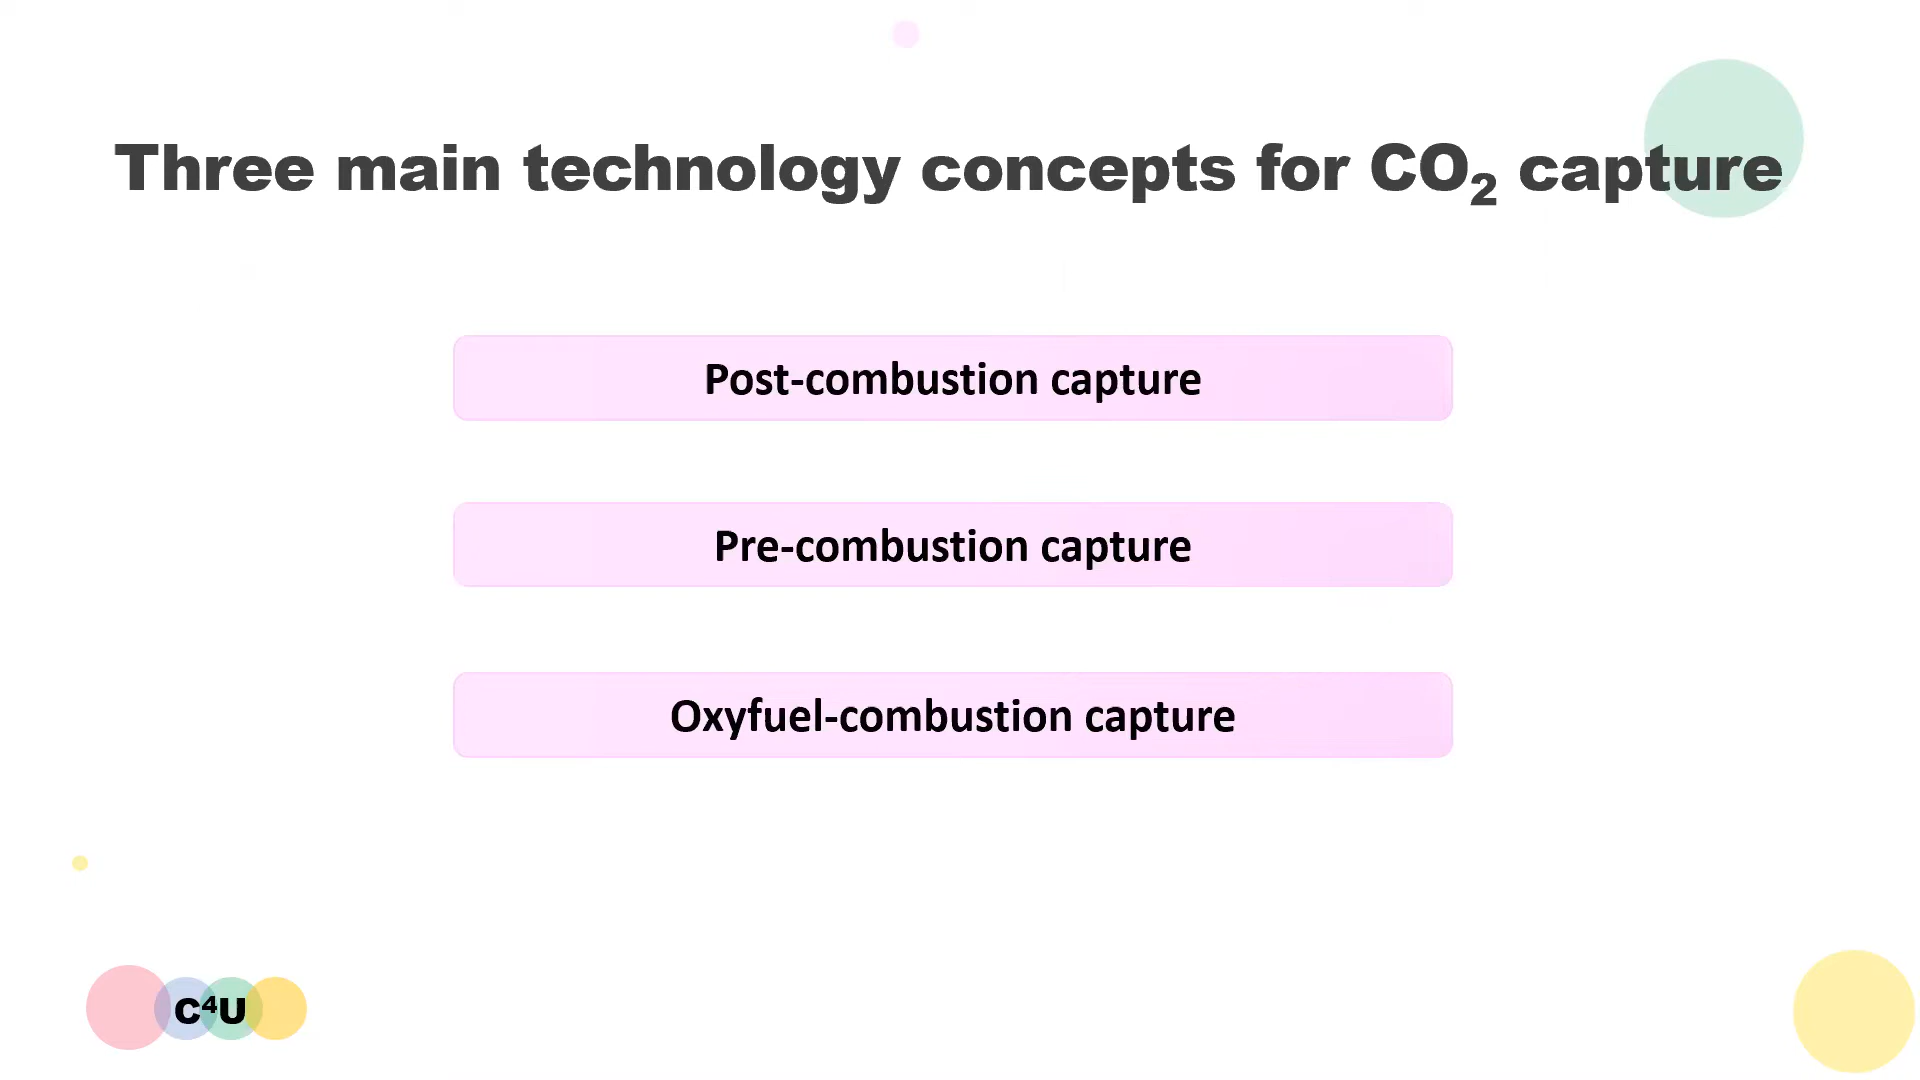 Three main technology concepts for CO₂ capture
Post-combustion capture
Pre-combustion capture
Oxyfuel-combustion capture
C⁴U